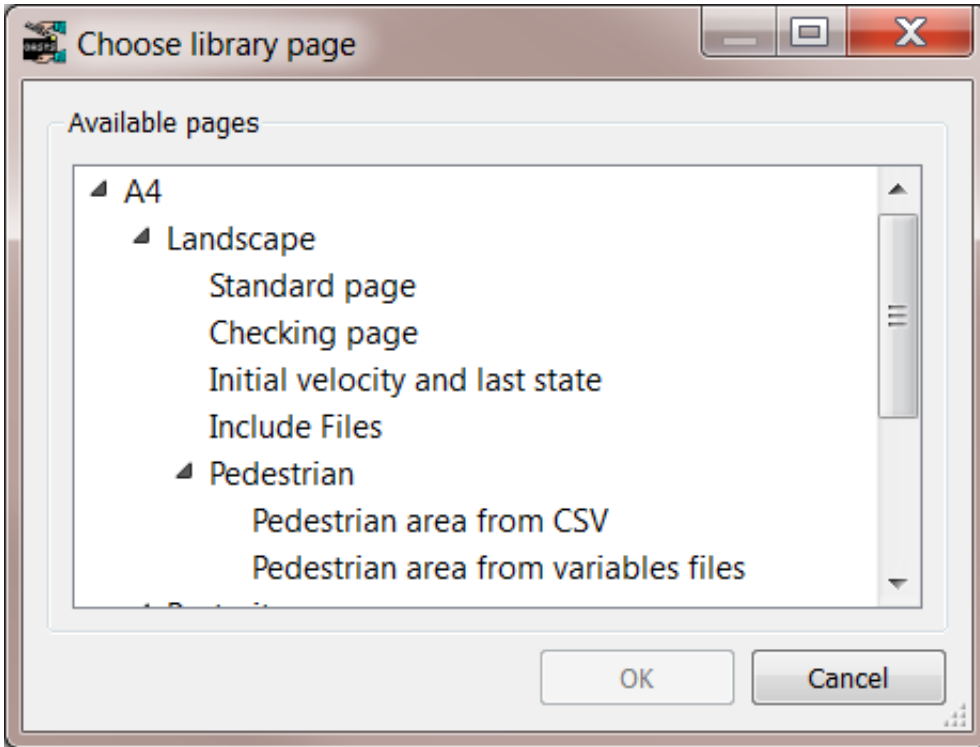 Choose library page
Available pages
A4
Landscape
Standard page
Checking page
Initial velocity and last state
Include Files
Pedestrian
Pedestrian area from CSV
Pedestrian area from variables files
OK
Cancel